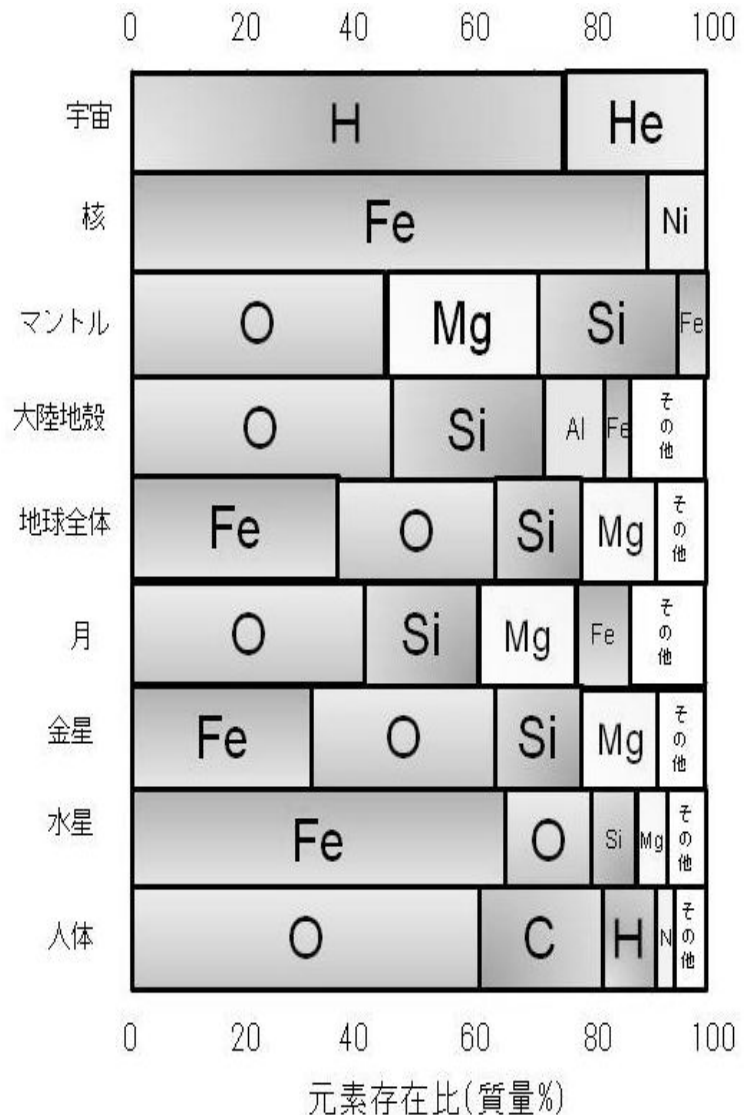 0 20 40 60 80 100
宇宙 H He
核 Fe Ni
マントル O Mg Si Fe
大陸地殻 O Si Al Fe その他
地球全体 Fe O Si Mg その他
月 O Si Mg Fe その他
金星 Fe O Si Mg その他
水星 Fe O Si Mg その他
人体 O C H N その他
0 20 40 60 80 100
元素存在比(質量%)